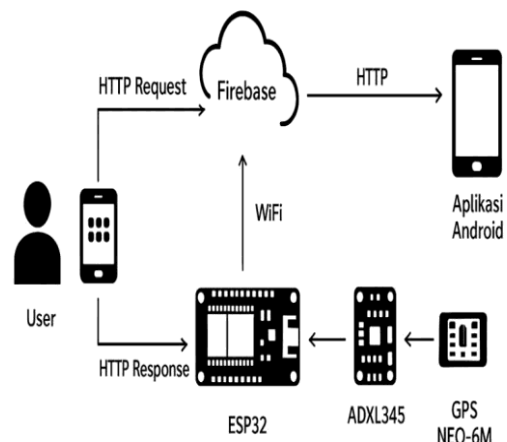 HTTP Request
Firebase
HTTP
WiFi
Aplikasi
Android
User
HTTP Response
ESP32
ADXL345
GPS
NEO-6M